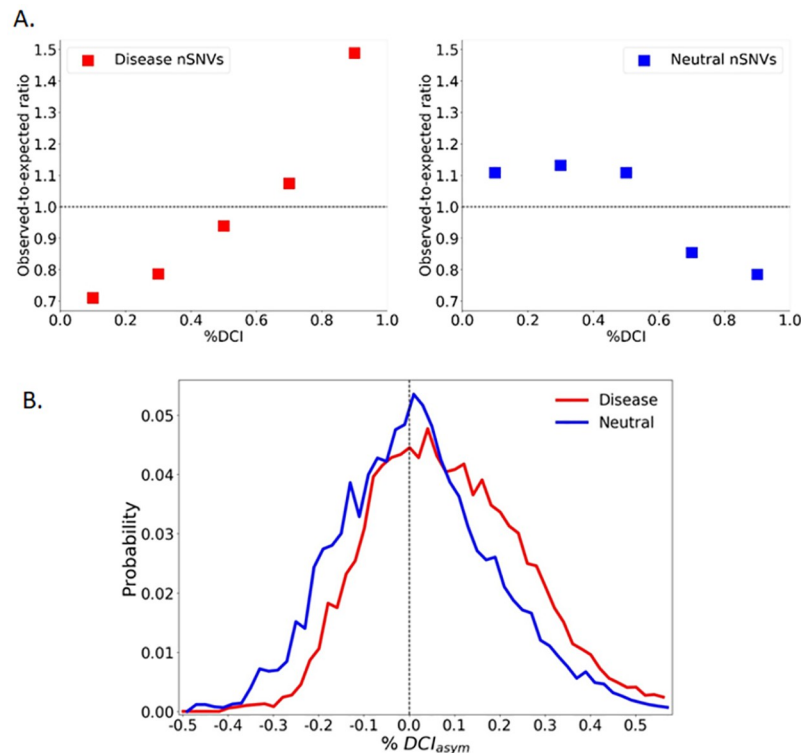 A.
Disease nSNVs
Observed-to-expected ratio
1.5
1.4
1.3
1.2
1.1
1.0
0.9
0.8
0.7
0.0 0.2 0.4 0.6 0.8 1.0
%DCI
Neutral nSNVs
Observed-to-expected ratio
1.5
1.4
1.3
1.2
1.1
1.0
0.9
0.8
0.7
0.0 0.2 0.4 0.6 0.8 1.0
%DCI
B.
Disease
Neutral
Probability
0.05
0.04
0.03
0.02
0.01
0.00
-0.5 -0.4 -0.3 -0.2 -0.1 0.0 0.1 0.2 0.3 0.4 0.5
% DCIasym